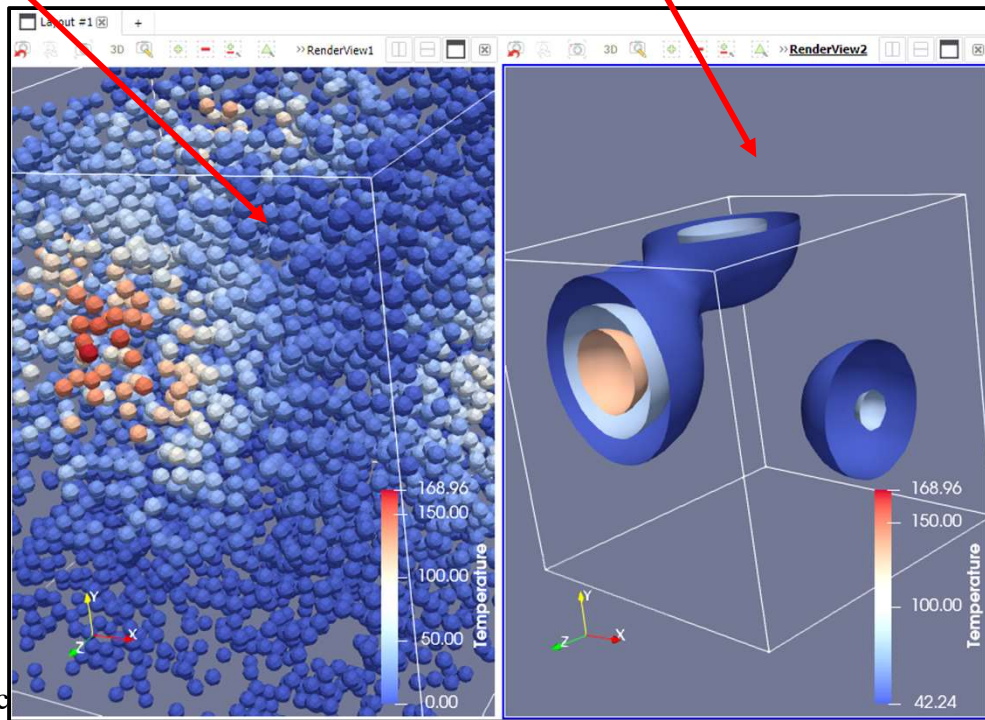 Layout #1 +
3D >>RenderView1 3D >>RenderView2
168.96
150.00
100.00
50.00
0.00
Temperature
Y
X
Z
168.96
150.00
100.00
42.24
Temperature
Y
X
Z
c